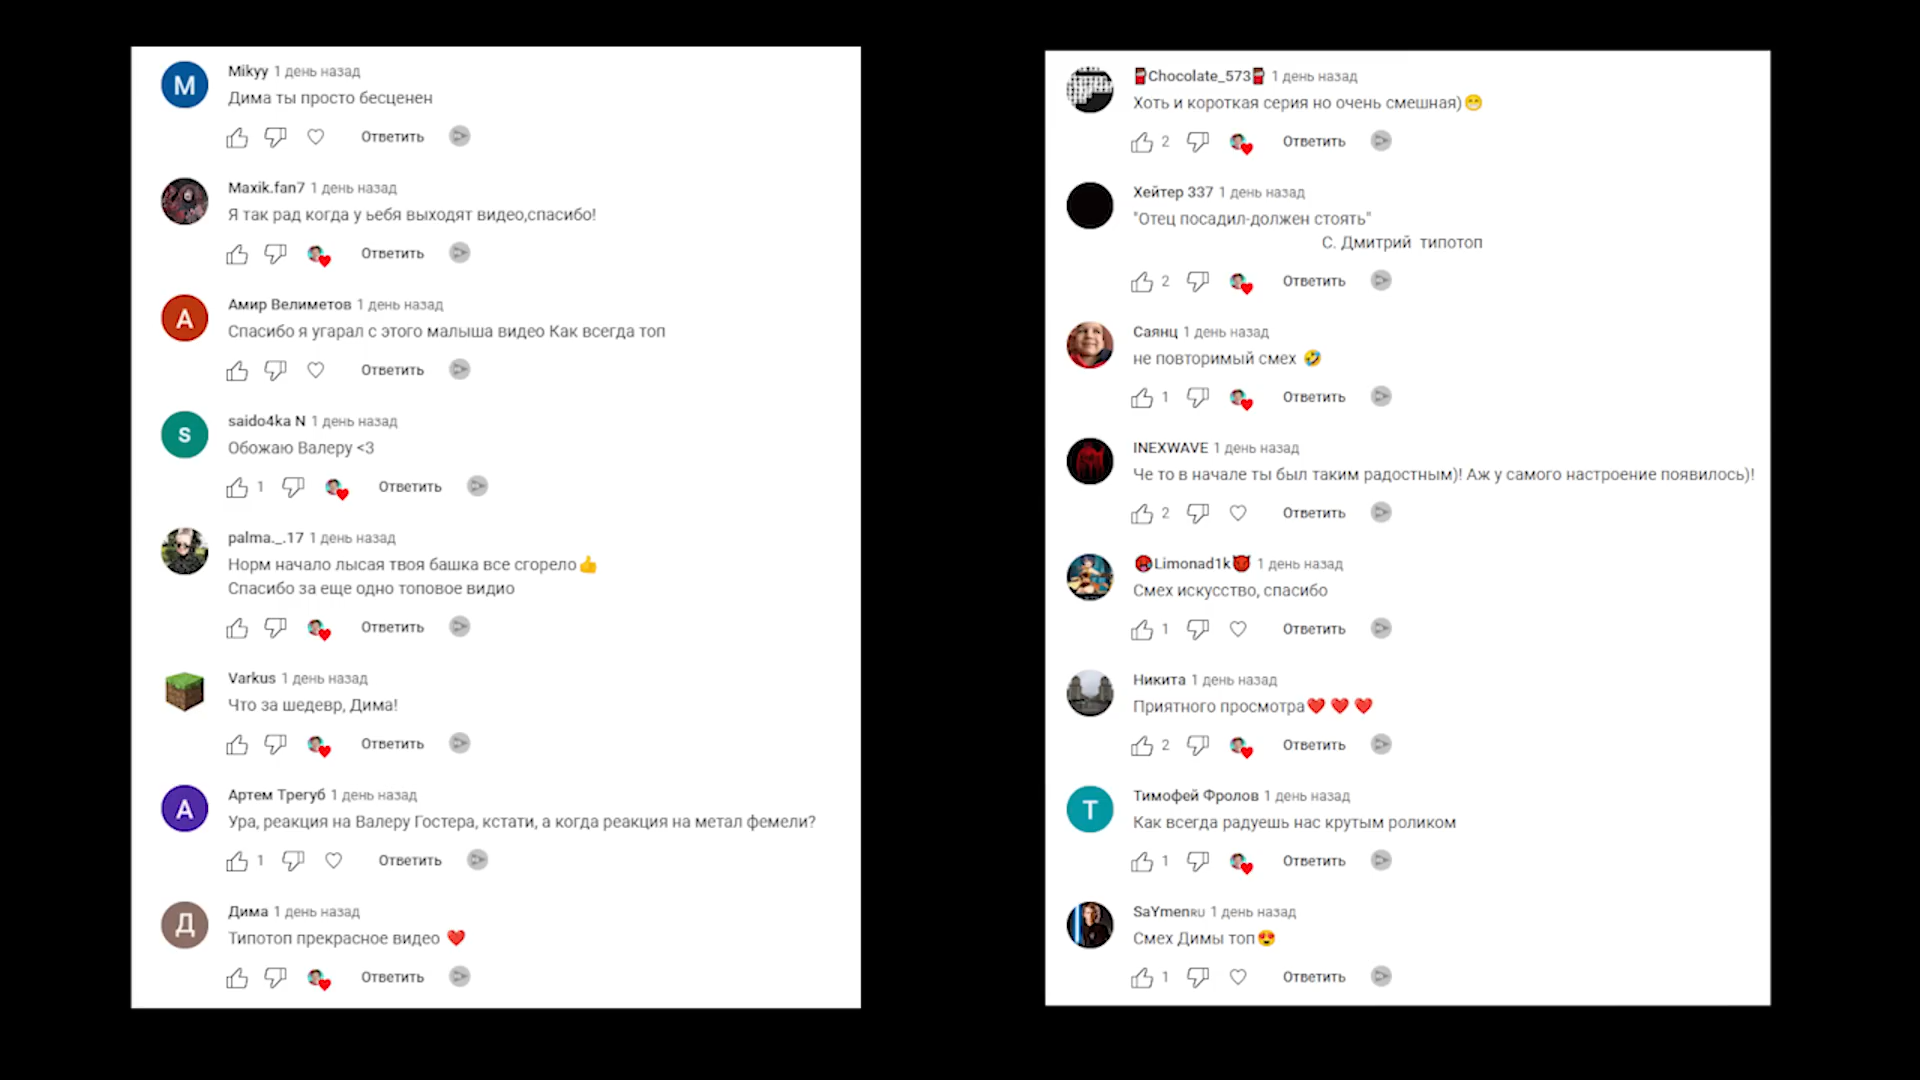 M
Mikyy 1 день назад
Дима ты просто бесценен
Ответить
Maxik.fan7 1 день назад
Я так рад когда у ьебя выходят видео,спасибо!
Ответить
А
Амир Велиметов 1 день назад
Спасибо я угарал с этого малыша видео Как всегда топ
Ответить
S
saido4ka N 1 день назад
Обожаю Валеру <3
1 Ответить
palma._.17 1 день назад
Норм начало лысая твоя башка все сгорело👍
Спасибо за еще одно топовое видио
Ответить
Varkus 1 день назад
Что за шедевр, Дима!
Ответить
А
Артем Трегуб 1 день назад
Ура, реакция на Валеру Гостера, кстати, а когда реакция на метал фемели?
1 Ответить
Д
Дима 1 день назад
Типотоп прекрасное видео ❤️
Ответить
🥫Chocolate_573🥫 1 день назад
Хоть и короткая серия но очень смешная)😁
2 Ответить
Хейтер 337 1 день назад
"Отец посадил-должен стоять"
С. Дмитрий типотоп
2 Ответить
Саянц 1 день назад
не повторимый смех 🤣
1 Ответить
INEXWAVE 1 день назад
Че то в начале ты был таким радостным)! Аж у самого настроение появилось)!
2 Ответить
🥵Limonad1k👿 1 день назад
Смех искусство, спасибо
1 Ответить
Никита 1 день назад
Приятного просмотра❤️ ❤️ ❤️
2 Ответить
Т
Тимофей Фролов 1 день назад
Как всегда радуешь нас крутым роликом
1 Ответить
SaYmenRU 1 день назад
Смех Димы топ😍
1 Ответить